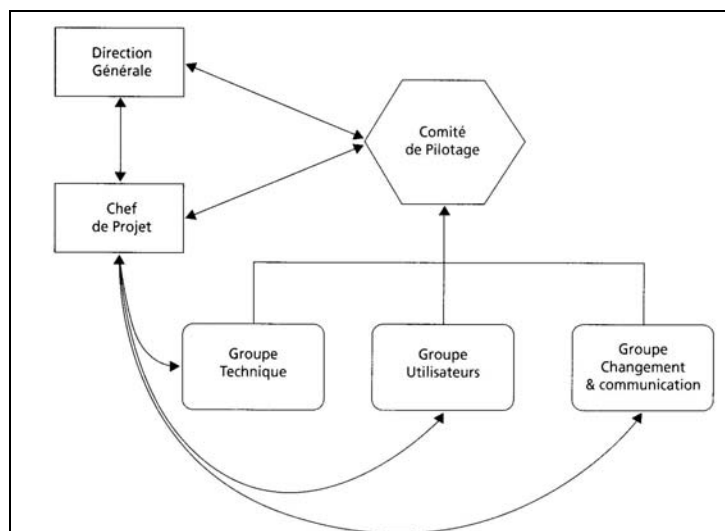 Direction
Générale
Comité
de Pilotage
Chef
de Projet
Groupe
Technique
Groupe
Utilisateurs
Groupe
Changement
& communication